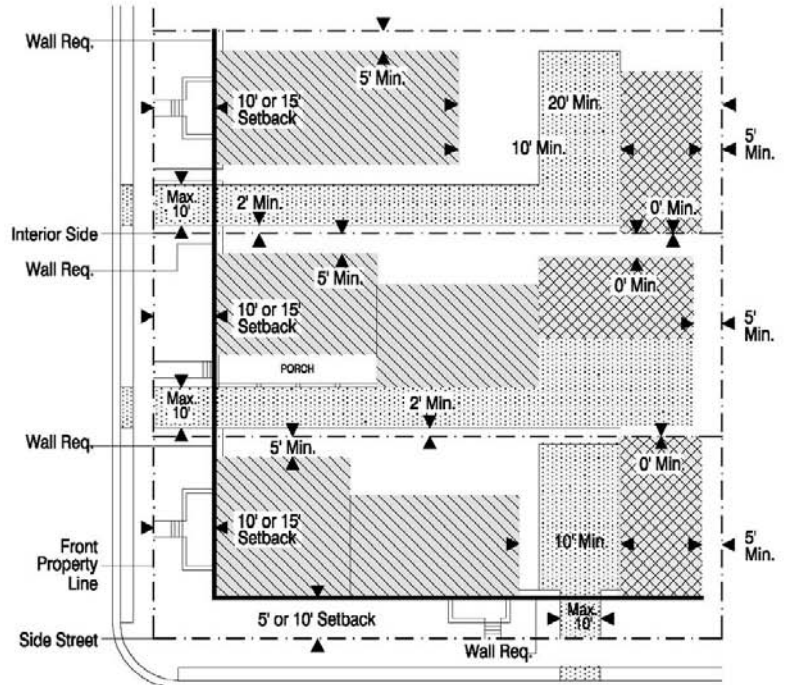 Wall Req.
5' Min.
10' or 15'
Setback
20' Min.
10' Min.
5'
Min.
Max.
10'
2' Min.
0' Min.
Interior Side
Wall Req.
5' Min.
0' Min.
10' or 15'
Setback
5'
Min.
PORCH
Max.
10'
2' Min.
Wall Req.
5' Min.
0' Min.
10' or 15'
Setback
10' Min.
5'
Min.
Front
Property
Line
5' or 10' Setback
Max.
10'
Side Street
Wall Req.